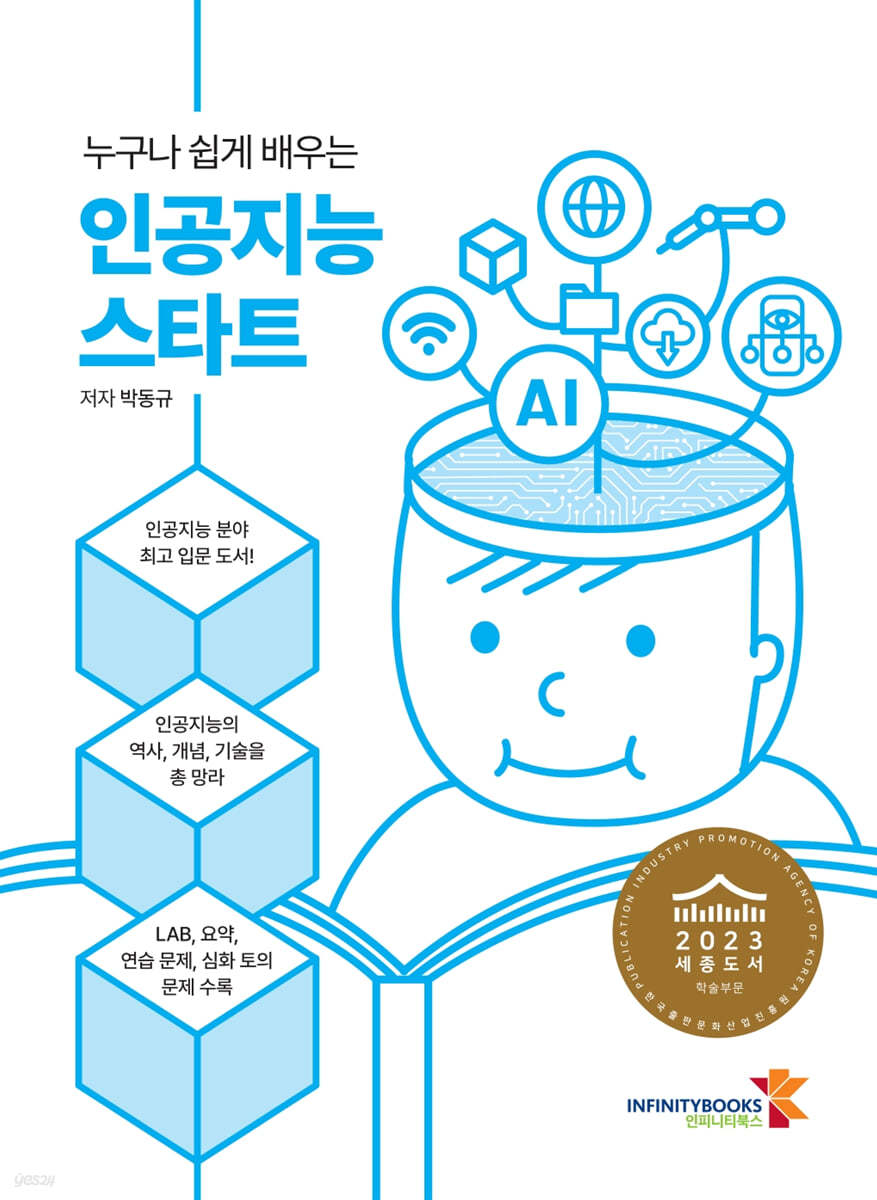 누구나 쉽게 배우는
인공지능
스타트
저자 박동규
AI
인공지능 분야
최고 입문 도서!
인공지능의
역사, 개념, 기술을
총 망라
LAB, 요약,
연습 문제, 심화 토의
문제 수록
PUBLICATION INDUSTRY PROMOTION AGENCY OF KOREA
2023
세종도서
학술부문
한국출판문화산업진흥원
INFINITYBOOKS
인피니티북스
yes24